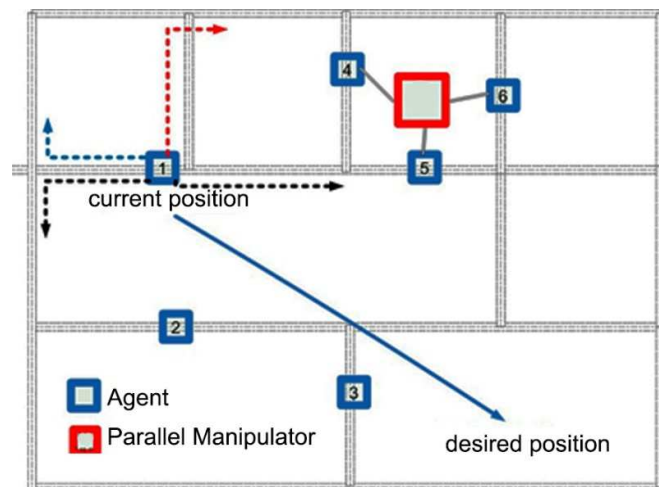 4
6
1
5
current position
2
3
Agent
Parallel Manipulator
desired position